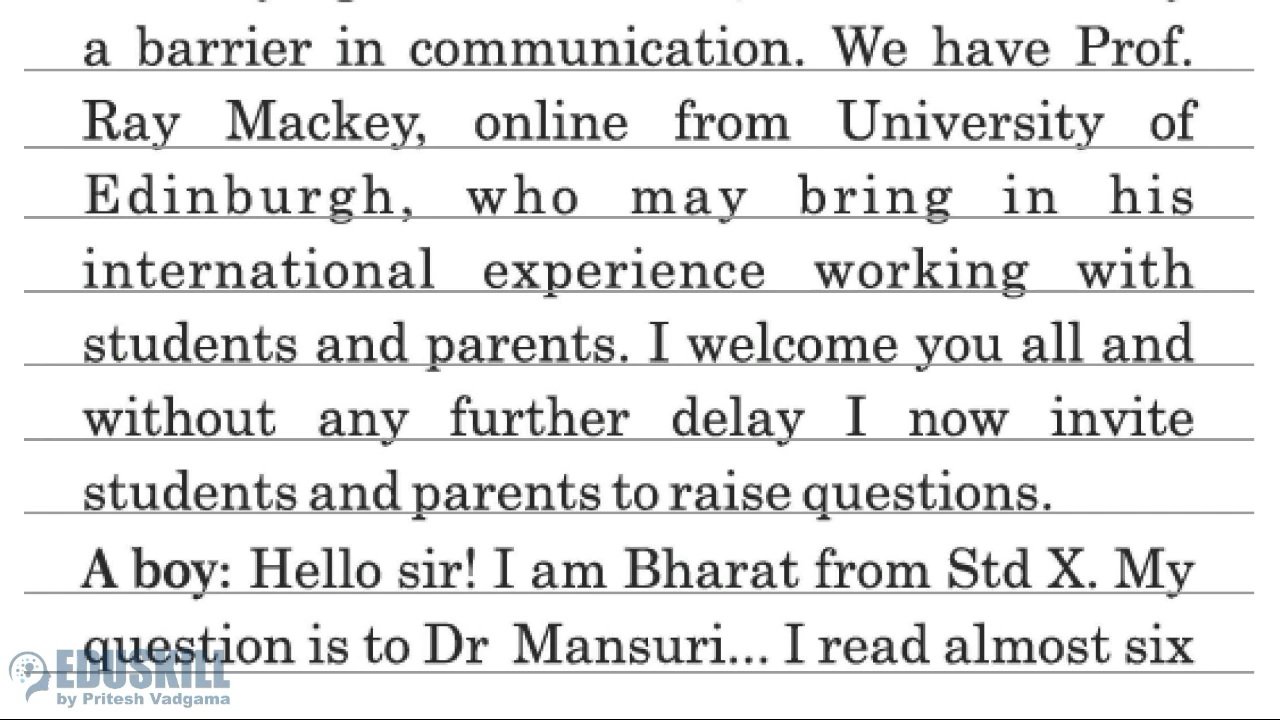 a barrier in communication. We have Prof.
Ray Mackey, online from University of
Edinburgh, who may bring in his
international experience working with
students and parents. I welcome you all and
without any further delay I now invite
students and parents to raise questions.
A boy: Hello sir! I am Bharat from Std X. My
question is to Dr Mansuri... I read almost six
EDUSKILL
by Pritesh Vadgama